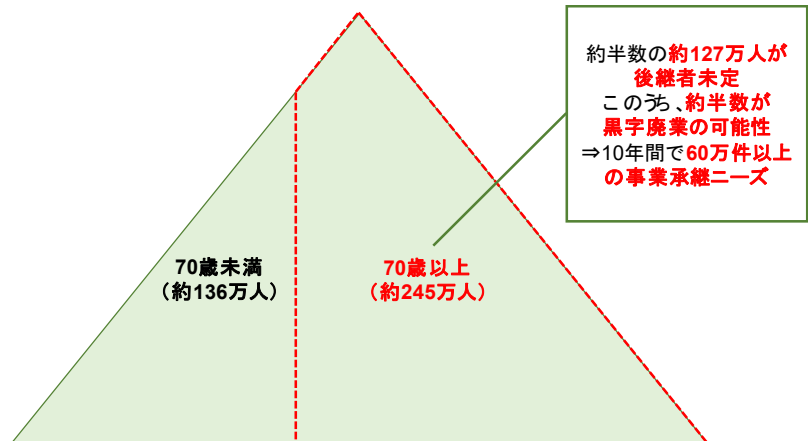 約半数の約127万人が
後継者未定
このうち、約半数が
黒字廃業の可能性
⇒10年間で60万件以上
の事業承継ニーズ
70歳未満
（約136万人）
70歳以上
（約245万人）